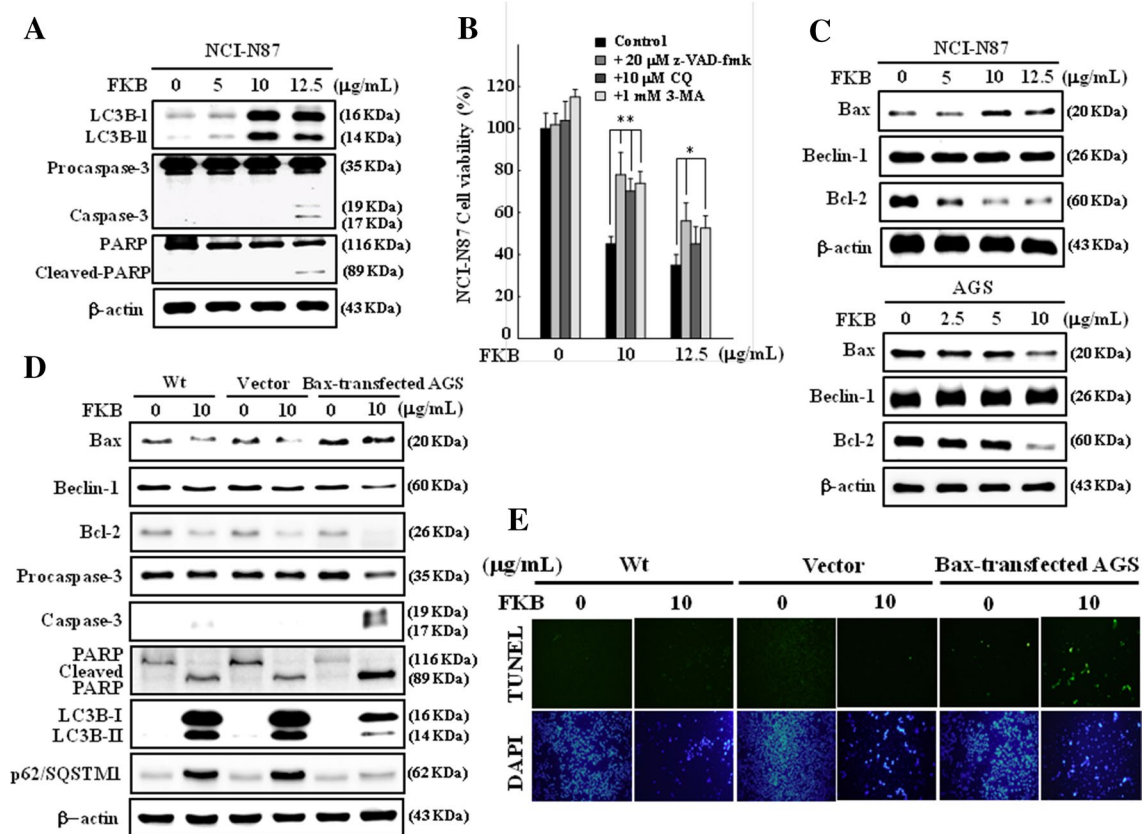 A
NCI-N87
FKB 0 5 10 12.5 (µg/mL)
LC3B-I (16 KDa)
LC3B-II (14 KDa)
Procaspase-3 (35 KDa)
(19 KDa)
Caspase-3 (17 KDa)
PARP (116 KDa)
Cleaved-PARP (89 KDa)
β-actin (43 KDa)
B
Control
+ 20 µM z-VAD-fmk
+10 µM CQ
+1 mM 3-MA
NCI-N87 Cell viability (%)
120
100
80
60
40
20
0
**
*
FKB 0 10 12.5 (µg/mL)
C
NCI-N87
FKB 0 5 10 12.5 (µg/mL)
Bax (20 KDa)
Beclin-1 (26 KDa)
Bcl-2 (60 KDa)
β-actin (43 KDa)
AGS
FKB 0 2.5 5 10 (µg/mL)
Bax (20 KDa)
Beclin-1 (26 KDa)
Bcl-2 (60 KDa)
β-actin (43 KDa)
D
Wt Vector Bax-transfected AGS
FKB 0 10 0 10 0 10 (µg/mL)
Bax (20 KDa)
Beclin-1 (60 KDa)
Bcl-2 (26 KDa)
Procaspase-3 (35 KDa)
Caspase-3 (19 KDa)
(17 KDa)
PARP (116 KDa)
Cleaved PARP (89 KDa)
LC3B-I (16 KDa)
LC3B-II (14 KDa)
p62/SQSTM1 (62 KDa)
β-actin (43 KDa)
E
(µg/mL) Wt Vector Bax-transfected AGS
FKB 0 10 0 10 0 10
TUNEL
DAPI